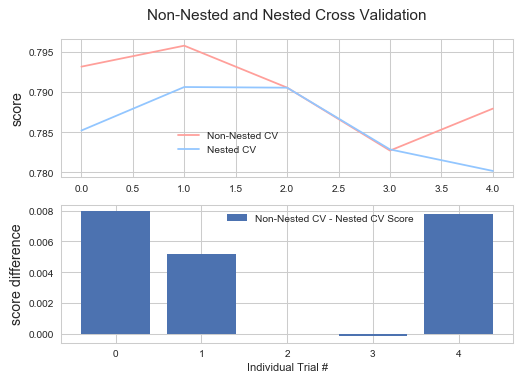 Non-Nested and Nested Cross Validation
score
0.795
0.790
0.785
0.780
Non-Nested CV
Nested CV
0.0 0.5 1.0 1.5 2.0 2.5 3.0 3.5 4.0
score difference
0.008
0.006
0.004
0.002
0.000
Non-Nested CV - Nested CV Score
0 1 2 3 4
Individual Trial #